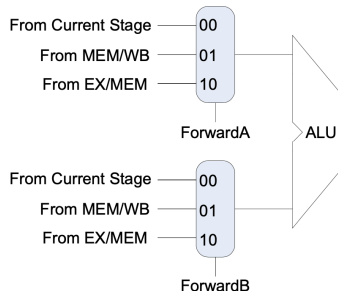 From Current Stage 00
From MEM/WB 01
From EX/MEM 10
ForwardA
ALU
From Current Stage 00
From MEM/WB 01
From EX/MEM 10
ForwardB